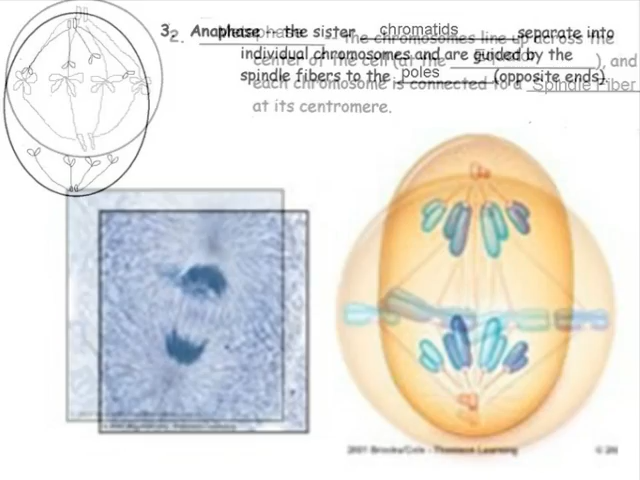 3. Anaphase – the sister chromatids separate into
individual chromosomes and are guided by the
spindle fibers to the poles (opposite ends)
2. Metaphase – the chromosomes line up across the
center of the cell at the ), and
each chromosome is connected to a Spindle Fiber
at its centromere.
2001 Brooks/Cole - Thomson Learning